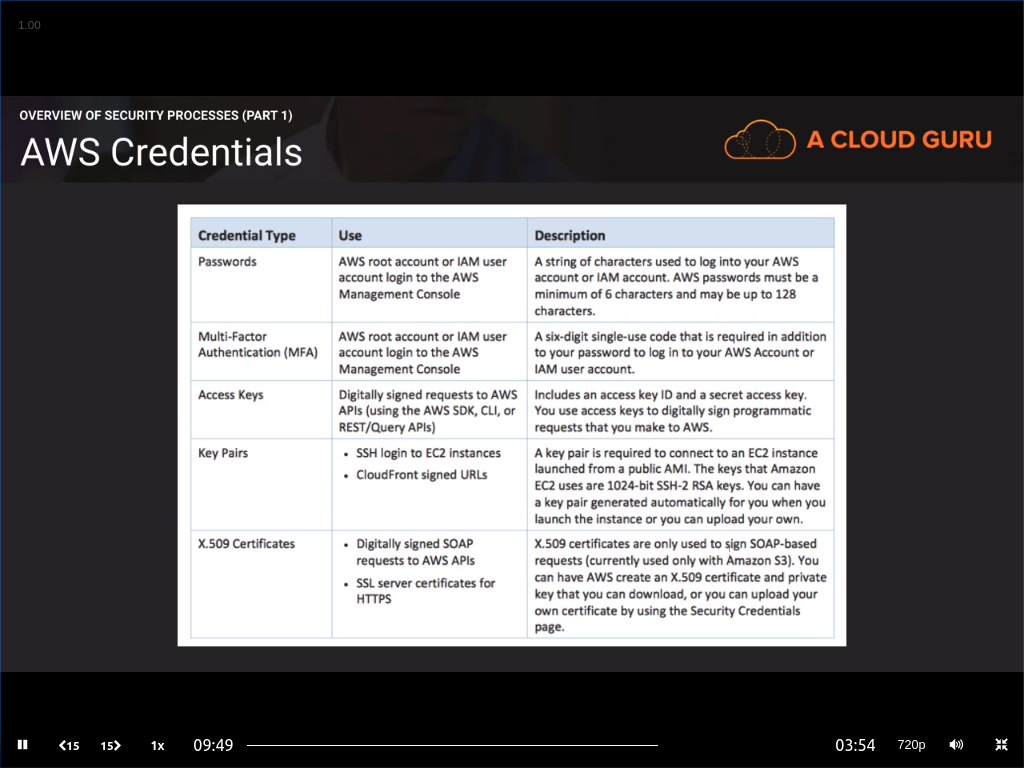 1.00
OVERVIEW OF SECURITY PROCESSES (PART 1)
AWS Credentials
A CLOUD GURU
Credential Type Use Description
Passwords
AWS root account or IAM user
account login to the AWS
Management Console
A string of characters used to log into your AWS
account or IAM account. AWS passwords must be a
minimum of 6 characters and may be up to 128
characters.
Multi-Factor
Authentication (MFA)
AWS root account or IAM user
account login to the AWS
Management Console
A six-digit single-use code that is required in addition
to your password to log in to your AWS Account or
IAM user account.
Access Keys
Digitally signed requests to AWS
APIs (using the AWS SDK, CLI, or
REST/Query APIs)
Includes an access key ID and a secret access key.
You use access keys to digitally sign programmatic
requests that you make to AWS.
Key Pairs
• SSH login to EC2 instances
• CloudFront signed URLs
A key pair is required to connect to an EC2 instance
launched from a public AMI. The keys that Amazon
EC2 uses are 1024-bit SSH-2 RSA keys. You can have
a key pair generated automatically for you when you
launch the instance or you can upload your own.
X.509 Certificates
• Digitally signed SOAP
requests to AWS APIs
• SSL server certificates for
HTTPS
X.509 certificates are only used to sign SOAP-based
requests (currently used only with Amazon S3). You
can have AWS create an X.509 certificate and private
key that you can download, or you can upload your
own certificate by using the Security Credentials
page.
15 15 1x 09:49 03:54 720p